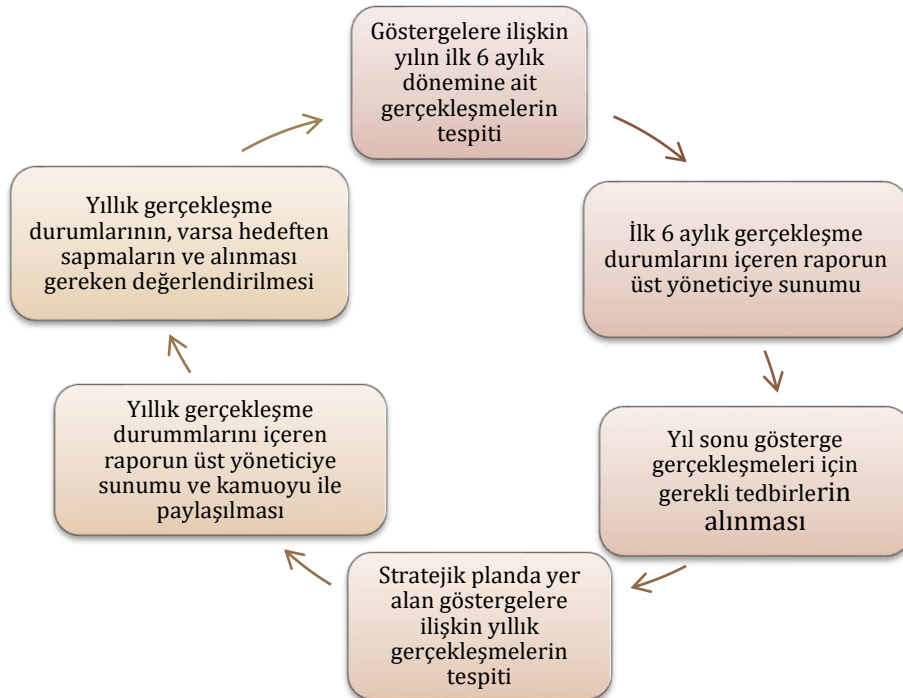 Göstergelere ilişkin
yılın ilk 6 aylık
dönemine ait
gerçekleşmelerin
tespiti
İlk 6 aylık gerçekleşme
durumlarını içeren raporun
üst yöneticiye sunumu
Yıl sonu gösterge
gerçekleşmeleri için
gerekli tedbirlerin
alınması
Stratejik planda yer
alan göstergelere
ilişkin yıllık
gerçekleşmelerin
tespiti
Yıllık gerçekleşme
durummlarını içeren
raporun üst yöneticiye
sunumu ve kamuoyu ile
paylaşılması
Yıllık gerçekleşme
durumlarının, varsa hedeften
sapmaların ve alınması
gereken değerlendirilmesi